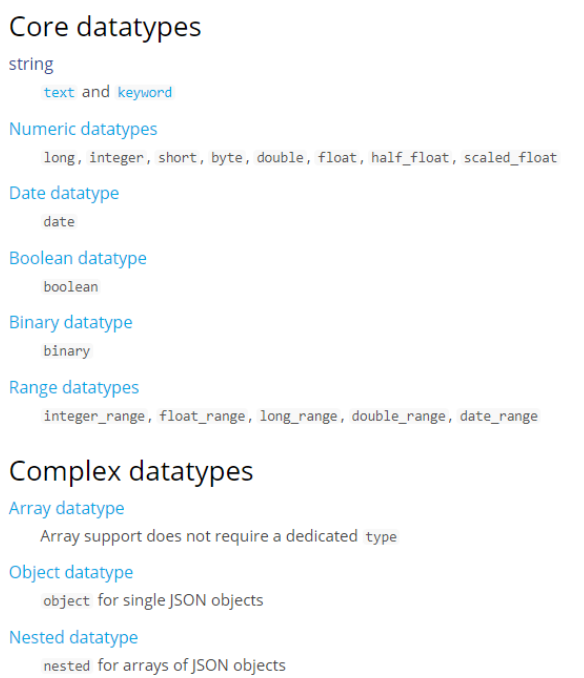 Core datatypes
string
text and keyword
Numeric datatypes
long, integer, short, byte, double, float, half_float, scaled_float
Date datatype
date
Boolean datatype
boolean
Binary datatype
binary
Range datatypes
integer_range, float_range, long_range, double_range, date_range
Complex datatypes
Array datatype
Array support does not require a dedicated type
Object datatype
object for single JSON objects
Nested datatype
nested for arrays of JSON objects